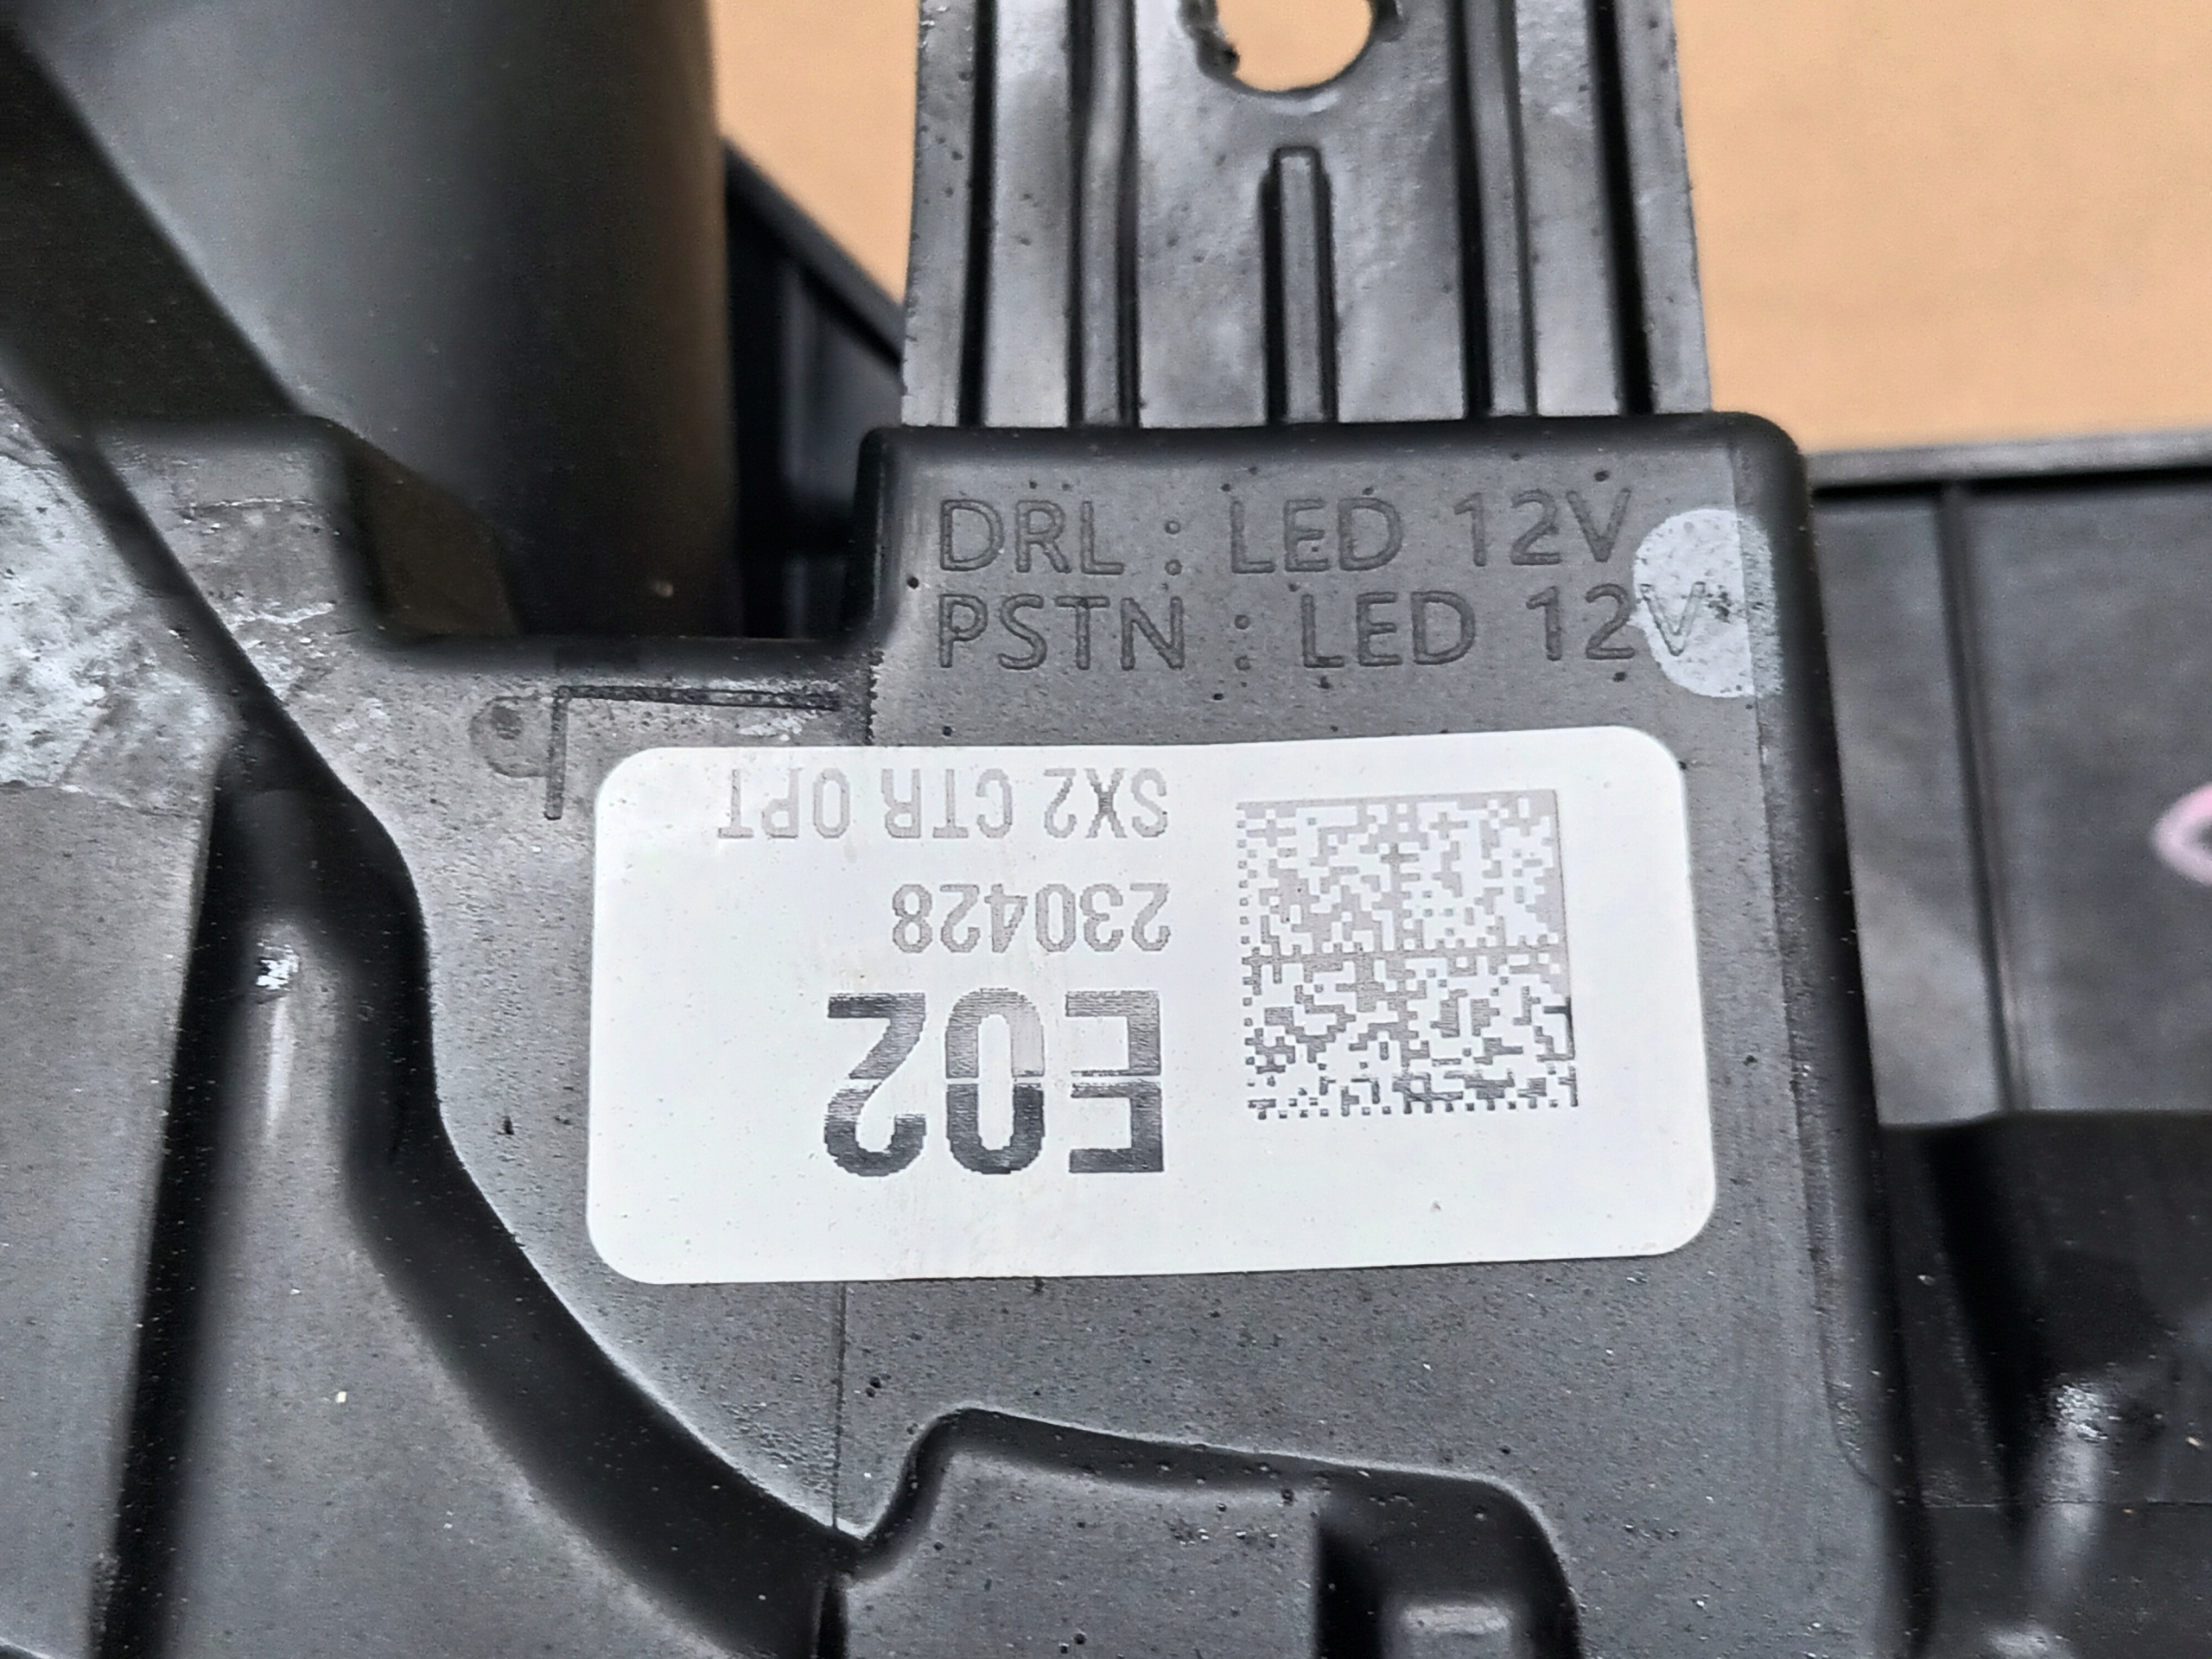 DRL : LED 12V
PSTN : LED 12V
E02
230428
SX2 CTR OPT